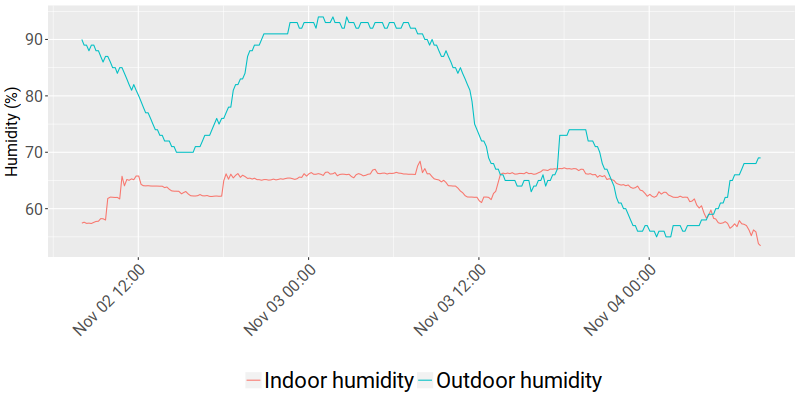 Humidity (%)
90
80
70
60
Nov 02 12:00
Nov 03 00:00
Nov 03 12:00
Nov 04 00:00
Indoor humidity Outdoor humidity